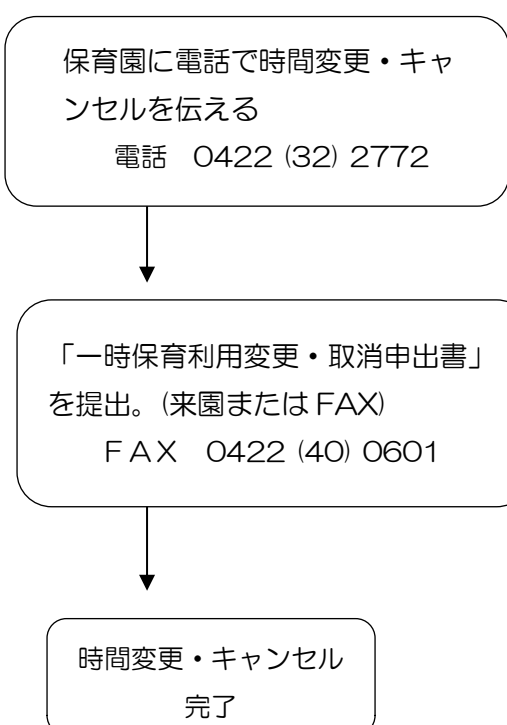 保育園に電話で時間変更・キャ
ンセルを伝える
電話　0422 (32) 2772
「一時保育利用変更・取消申出書」
を提出。(来園または FAX)
ＦＡＸ　0422 (40) 0601
時間変更・キャンセル
完了